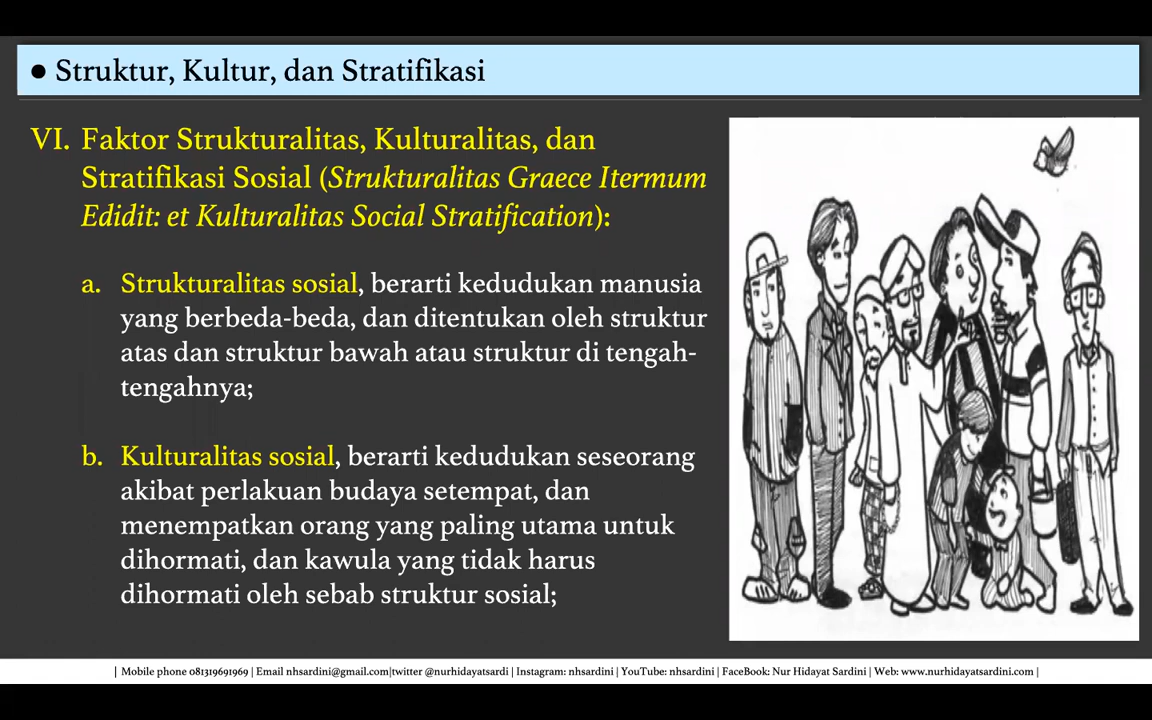 ● Struktur, Kultur, dan Stratifikasi
VI. Faktor Strukturalitas, Kulturalitas, dan
Stratifikasi Sosial (Strukturalitas Graece Itermum
Edidit: et Kulturalitas Social Stratification):
a. Strukturalitas sosial, berarti kedudukan manusia
yang berbeda-beda, dan ditentukan oleh struktur
atas dan struktur bawah atau struktur di tengah-
tengahnya;
b. Kulturalitas sosial, berarti kedudukan seseorang
akibat perlakuan budaya setempat, dan
menempatkan orang yang paling utama untuk
dihormati, dan kawula yang tidak harus
dihormati oleh sebab struktur sosial;
| Mobile phone 081319691969 | Email nhsardini@gmail.com|twitter @nurhidayatsardi | Instagram: nhsardini | YouTube: nhsardini | FaceBook: Nur Hidayat Sardini | Web: www.nurhidayatsardini.com |